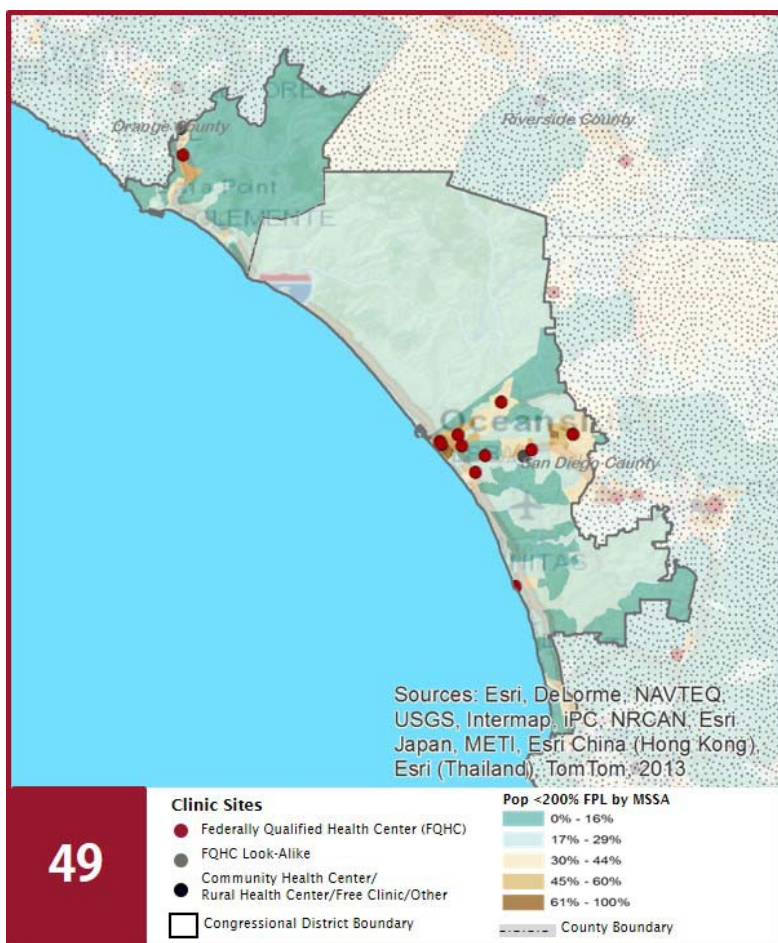 Orange County
Riverside County
Point
CLEMENTE
Oceansi
San Diego County
Sources: Esri, DeLorme, NAVTEQ,
USGS, Intermap, iPC, NRCAN, Esri
Japan, METI, Esri China (Hong Kong),
Esri (Thailand), TomTom, 2013
49
Clinic Sites
Federally Qualified Health Center (FQHC)
FQHC Look-Alike
Community Health Center/
Rural Health Center/Free Clinic/Other
Congressional District Boundary
Pop <200% FPL by MSSA
0% - 16%
17% - 29%
30% - 44%
45% - 60%
61% - 100%
County Boundary